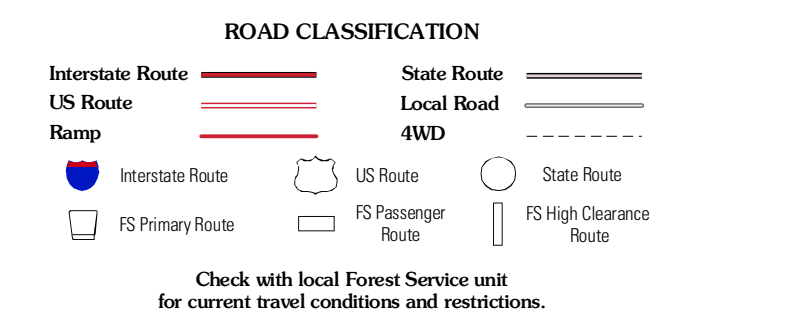 ROAD CLASSIFICATION
Interstate Route
State Route
US Route
Local Road
Ramp
4WD
Interstate Route
US Route
State Route
FS Primary Route
FS Passenger
Route
FS High Clearance
Route
Check with local Forest Service unit
for current travel conditions and restrictions.